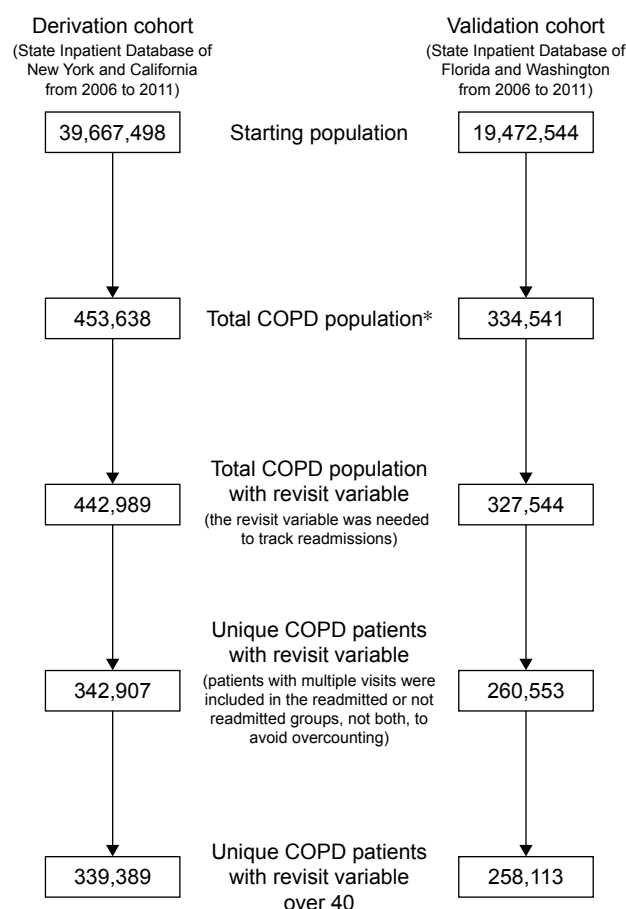 Derivation cohort
(State Inpatient Database of
New York and California
from 2006 to 2011)
Validation cohort
(State Inpatient Database of
Florida and Washington
from 2006 to 2011)
39,667,498
Starting population
19,472,544
453,638
Total COPD population*
334,541
442,989
Total COPD population
with revisit variable
(the revisit variable was needed
to track readmissions)
327,544
342,907
Unique COPD patients
with revisit variable
(patients with multiple visits were
included in the readmitted or not
readmitted groups, not both, to
avoid overcounting)
260,553
339,389
Unique COPD patients
with revisit variable
over 40
258,113